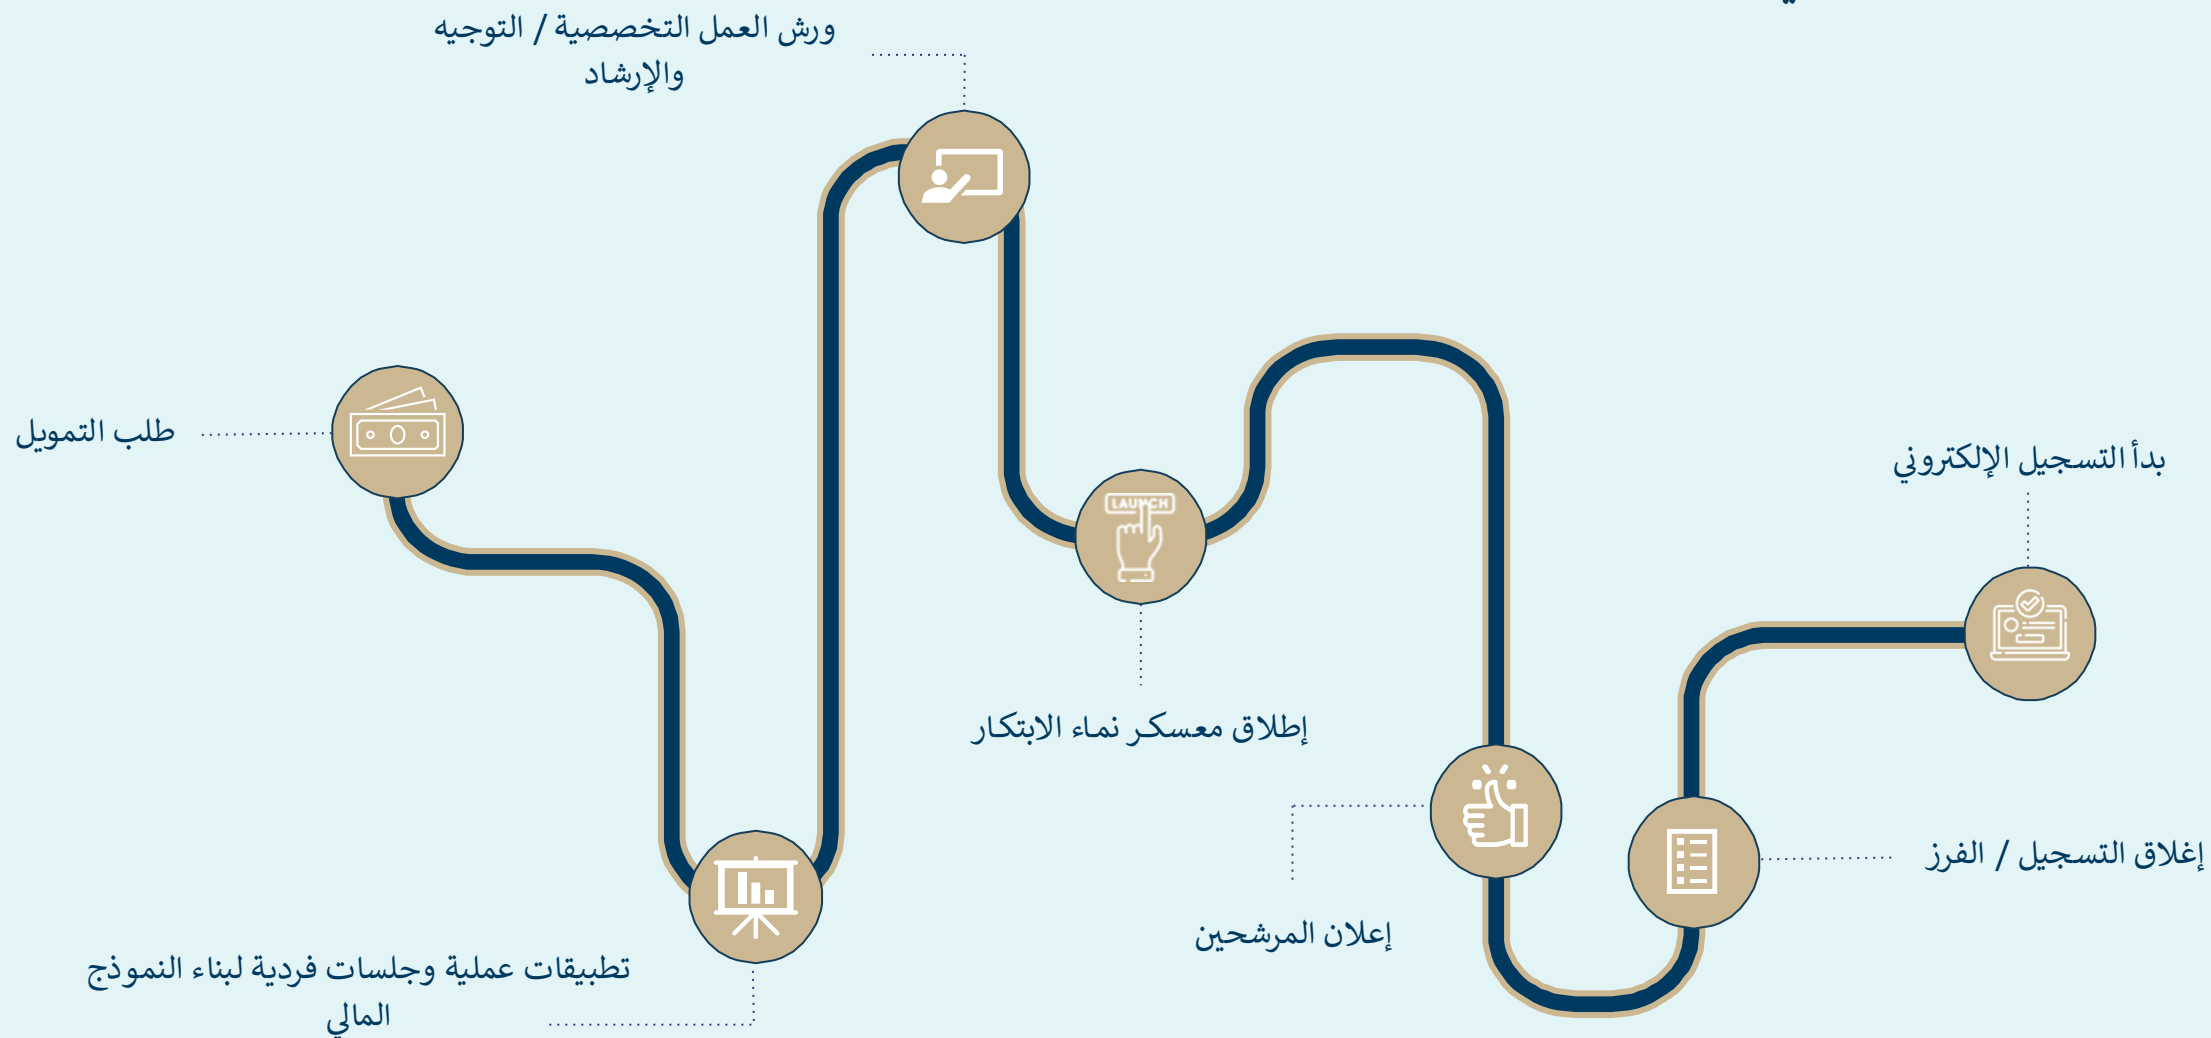 بدأ التسجيل الإلكتروني
إغلاق التسجيل / الفرز
إعلان المرشحين
LAUNCH
إطلاق معسكر نماء الابتكار
ورش العمل التخصصية / التوجيه
والإرشاد
تطبيقات عملية وجلسات فردية لبناء النموذج
المالي
طلب التمويل